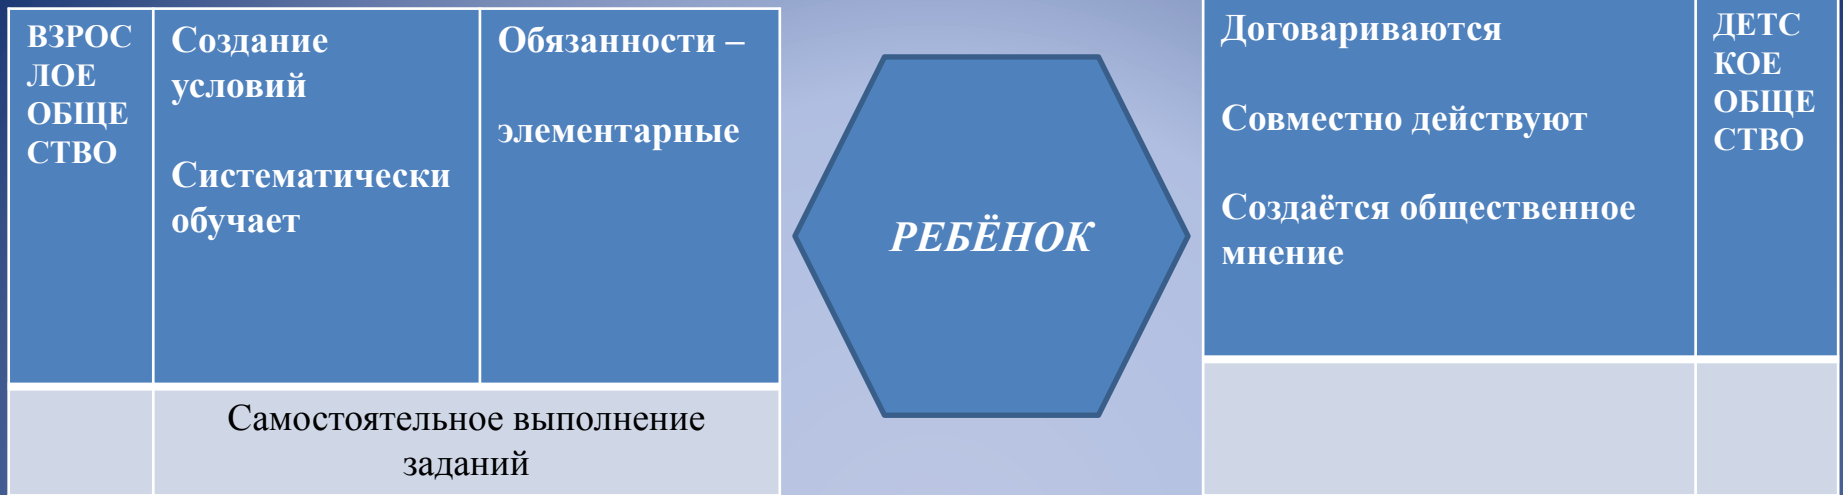 ВЗРОС
ЛОЕ
ОБЩЕ
СТВО
Создание
условий
Систематически
обучает
Обязанности –
элементарные
Самостоятельное выполнение
заданий
РЕБЁНОК
Договариваются
Совместно действуют
Создаётся общественное
мнение
ДЕТС
КОЕ
ОБЩЕ
СТВО